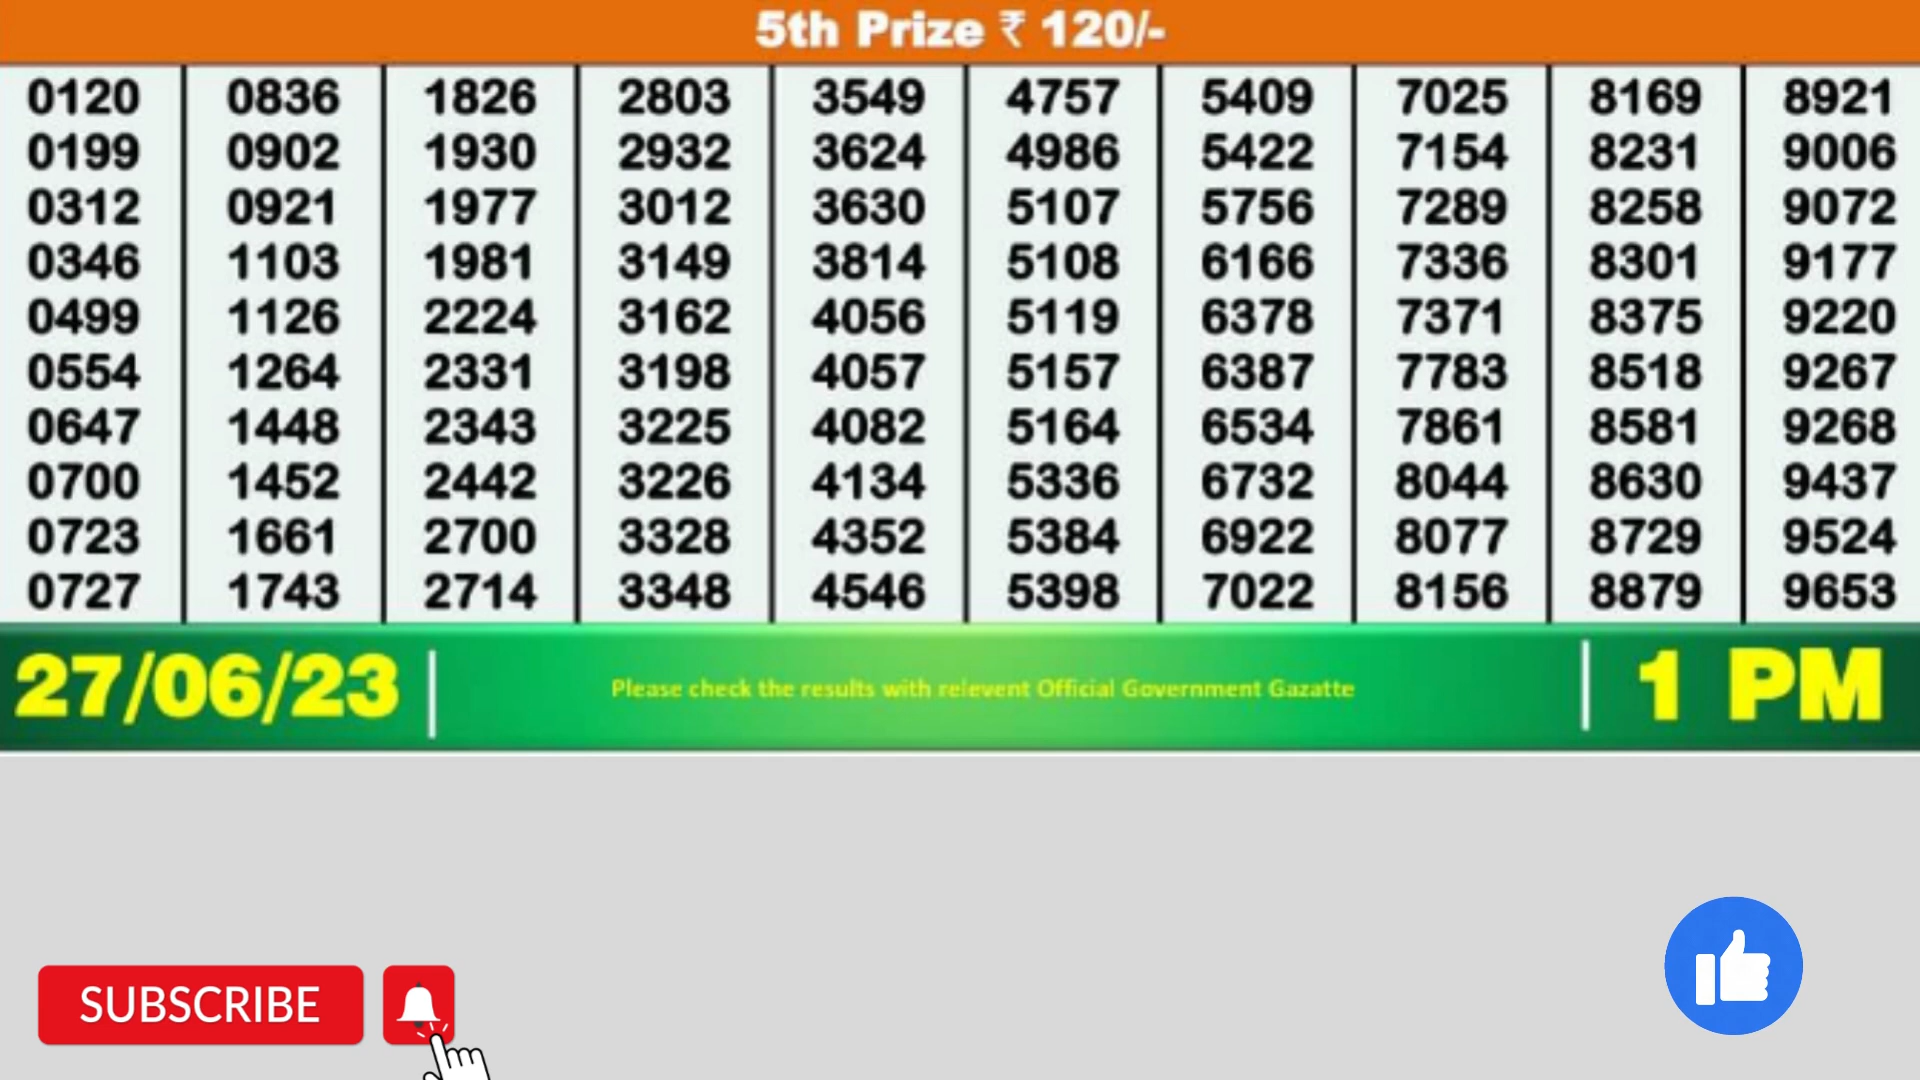 5th Prize ₹ 120/-
0120 0836 1826 2803 3549 4757 5409 7025 8169 8921
0199 0902 1930 2932 3624 4986 5422 7154 8231 9006
0312 0921 1977 3012 3630 5107 5756 7289 8258 9072
0346 1103 1981 3149 3814 5108 6166 7336 8301 9177
0499 1126 2224 3162 4056 5119 6378 7371 8375 9220
0554 1264 2331 3198 4057 5157 6387 7783 8518 9267
0647 1448 2343 3225 4082 5164 6534 7861 8581 9268
0700 1452 2442 3226 4134 5336 6732 8044 8630 9437
0723 1661 2700 3328 4352 5384 6922 8077 8729 9524
0727 1743 2714 3348 4546 5398 7022 8156 8879 9653
27/06/23 Please check the results with relevent Official Government Gazatte 1 PM
SUBSCRIBE